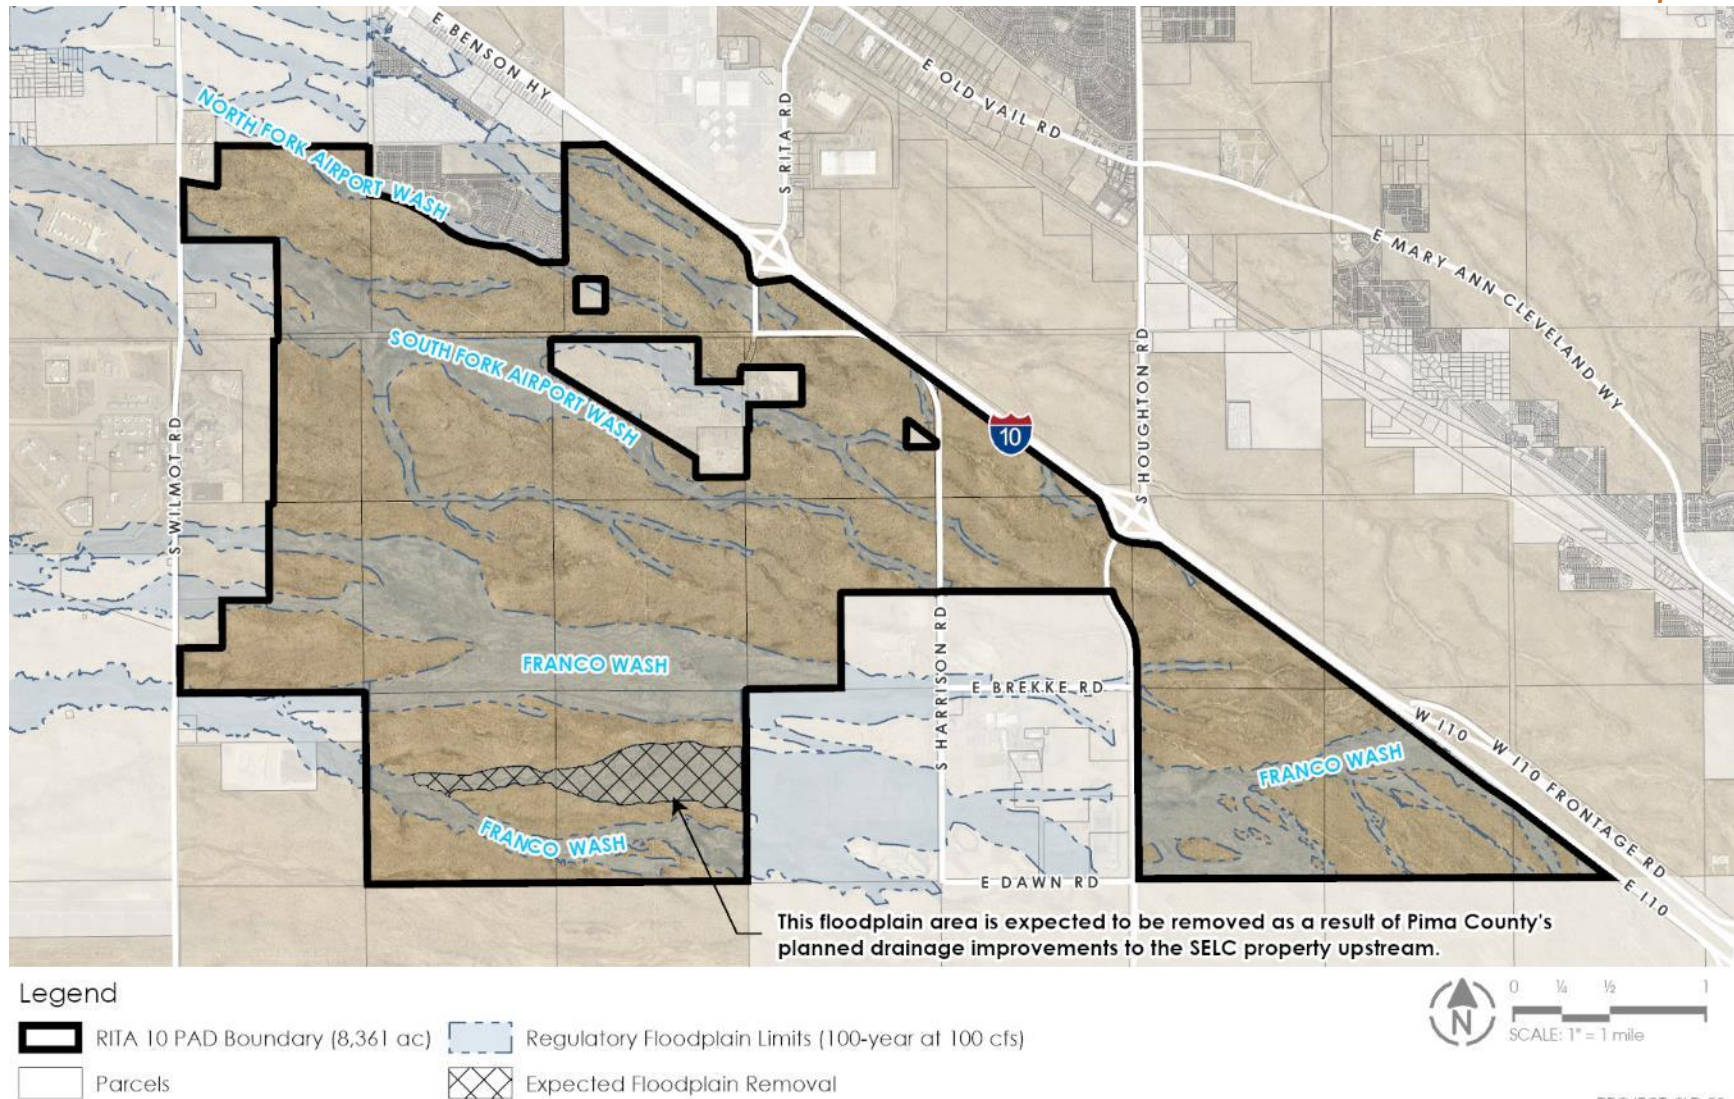 E BENSON HY
E OLD VAIL RD
S RITA RD
NORTH FORK AIRPORT WASH
E MARY ANN CLEVELAND WY
SOUTH FORK AIRPORT WASH
S HOUGHTON RD
10
S WILMOT RD
FRANCO WASH
S HARRISON RD
E BREKKE RD
W I10
W I10 FRONTAGE RD
FRANCO WASH
FRANCO WASH
E DAWN RD
E I10
This floodplain area is expected to be removed as a result of Pima County's
planned drainage improvements to the SELC property upstream.
Legend
RITA 10 PAD Boundary (8,361 ac)
Regulatory Floodplain Limits (100-year at 100 cfs)
Parcels
Expected Floodplain Removal
N
0 ¼ ½ 1
SCALE: 1" = 1 mile